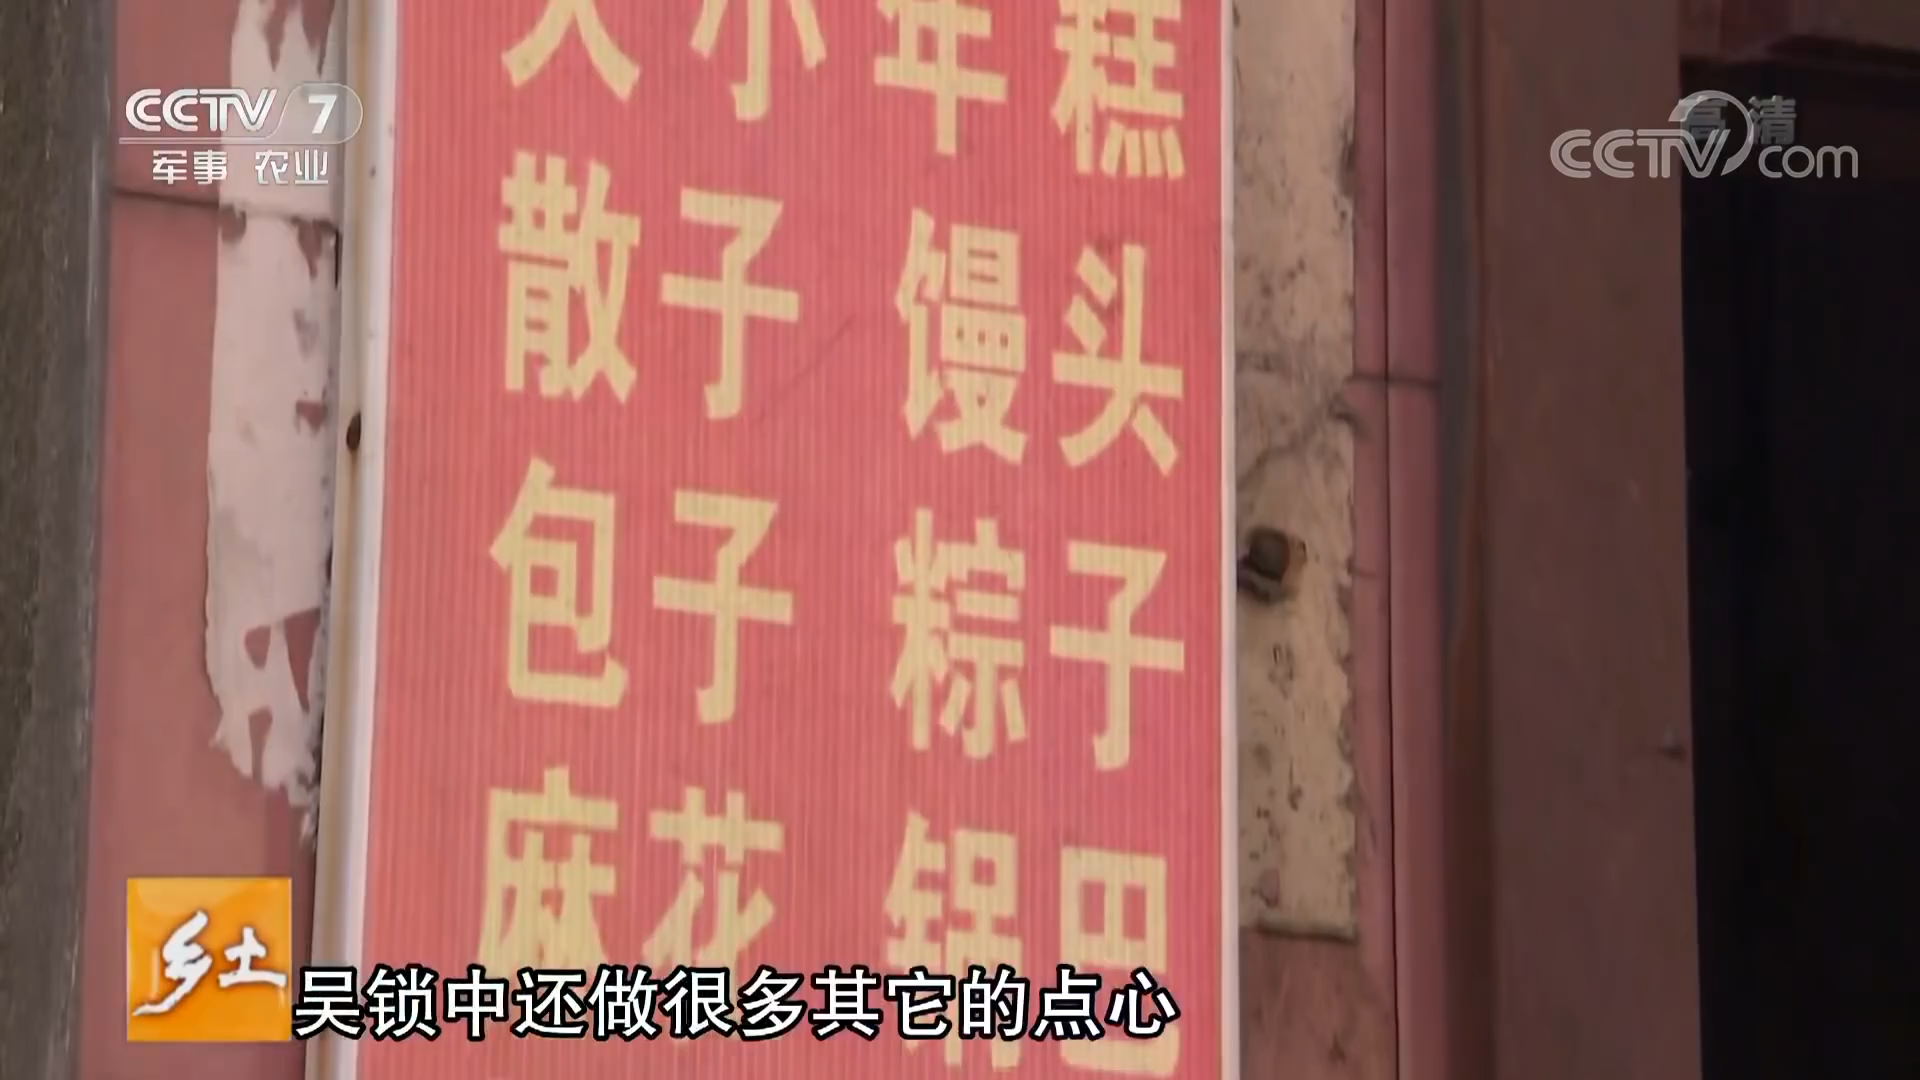 大小年糕
CCTV 7
军事 农业
高清
CCTV.com
散子 馒头
包子 粽子
麻花 锅巴
乡土
吴锁中还做很多其它的点心